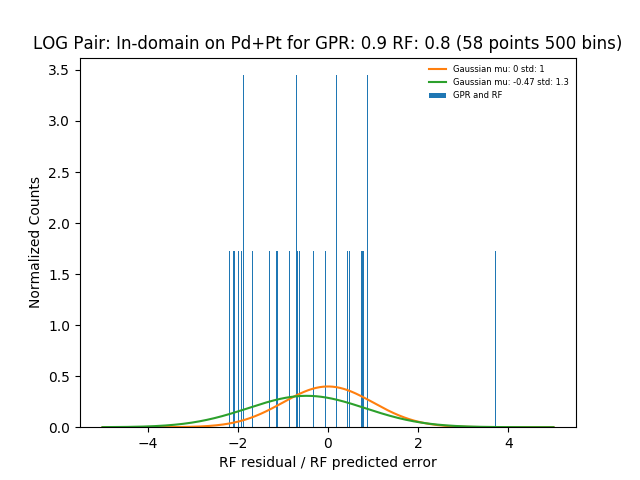 LOG Pair: In-domain on Pd+Pt for GPR: 0.9 RF: 0.8 (58 points 500 bins)
Gaussian mu: 0 std: 1
Gaussian mu: -0.47 std: 1.3
GPR and RF
Normalized Counts
3.5
3.0
2.5
2.0
1.5
1.0
0.5
0.0
−4 −2 0 2 4
RF residual / RF predicted error